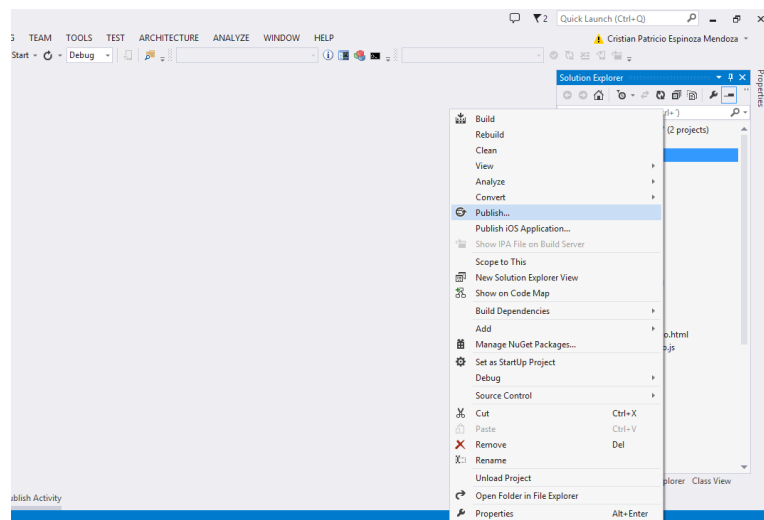 2 Quick Launch (Ctrl+Q)
TEAM TOOLS TEST ARCHITECTURE ANALYZE WINDOW HELP Cristian Patricio Espinoza Mendoza
Start Debug
Solution Explorer
Properties
(2 projects)
Build
Rebuild
Clean
View
Analyze
Convert
Publish...
Publish iOS Application...
Show IPA File on Build Server
Scope to This
New Solution Explorer View
Show on Code Map
Build Dependencies
Add
o.html
Manage NuGet Packages...
o.js
Set as StartUp Project
Debug
Source Control
Cut Ctrl+X
Paste Ctrl+V
Remove Del
Rename
Unload Project
plorer Class View
Open Folder in File Explorer
ublish Activity
Properties Alt+Enter